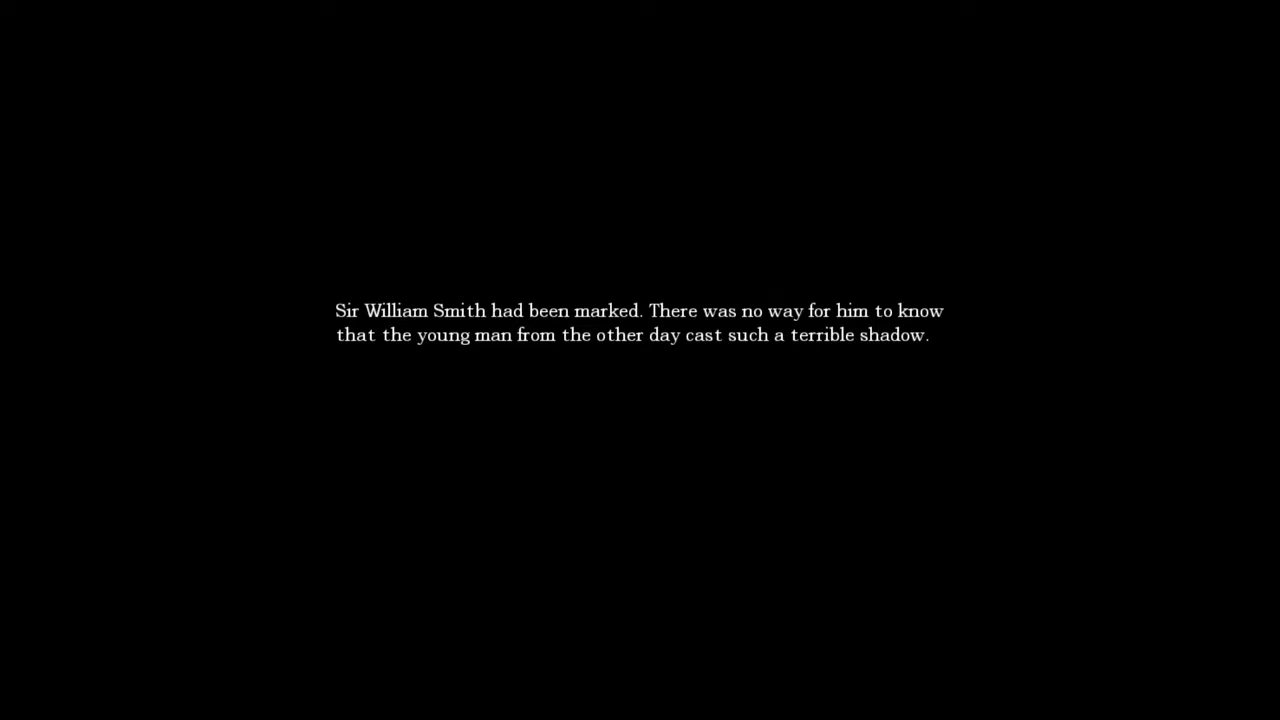 Sir William Smith had been marked. There was no way for him to know
that the young man from the other day cast such a terrible shadow.